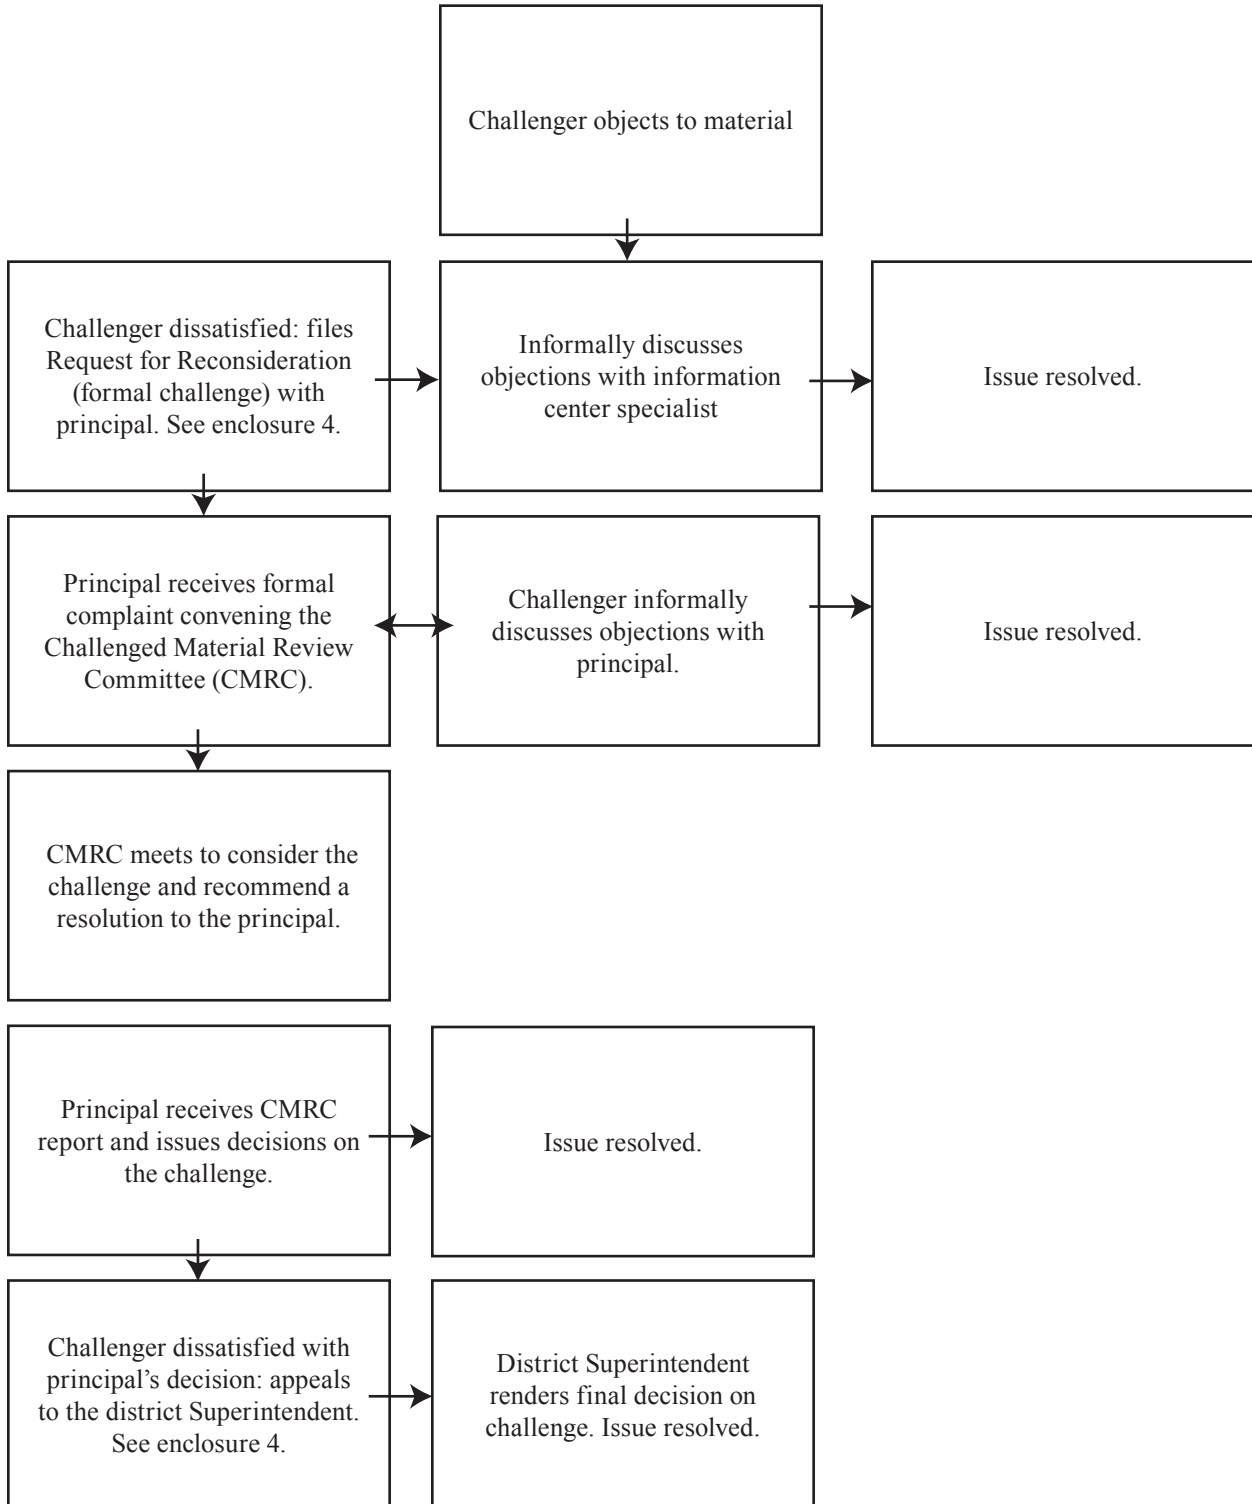 Challenger objects to material
Challenger dissatisfied: files
Request for Reconsideration
(formal challenge) with
principal. See enclosure 4.
Informally discusses
objections with information
center specialist
Issue resolved.
Principal receives formal
complaint convening the
Challenged Material Review
Committee (CMRC).
Challenger informally
discusses objections with
principal.
Issue resolved.
CMRC meets to consider the
challenge and recommend a
resolution to the principal.
Principal receives CMRC
report and issues decisions on
the challenge.
Issue resolved.
Challenger dissatisfied with
principal’s decision: appeals
to the district Superintendent.
See enclosure 4.
District Superintendent
renders final decision on
challenge. Issue resolved.